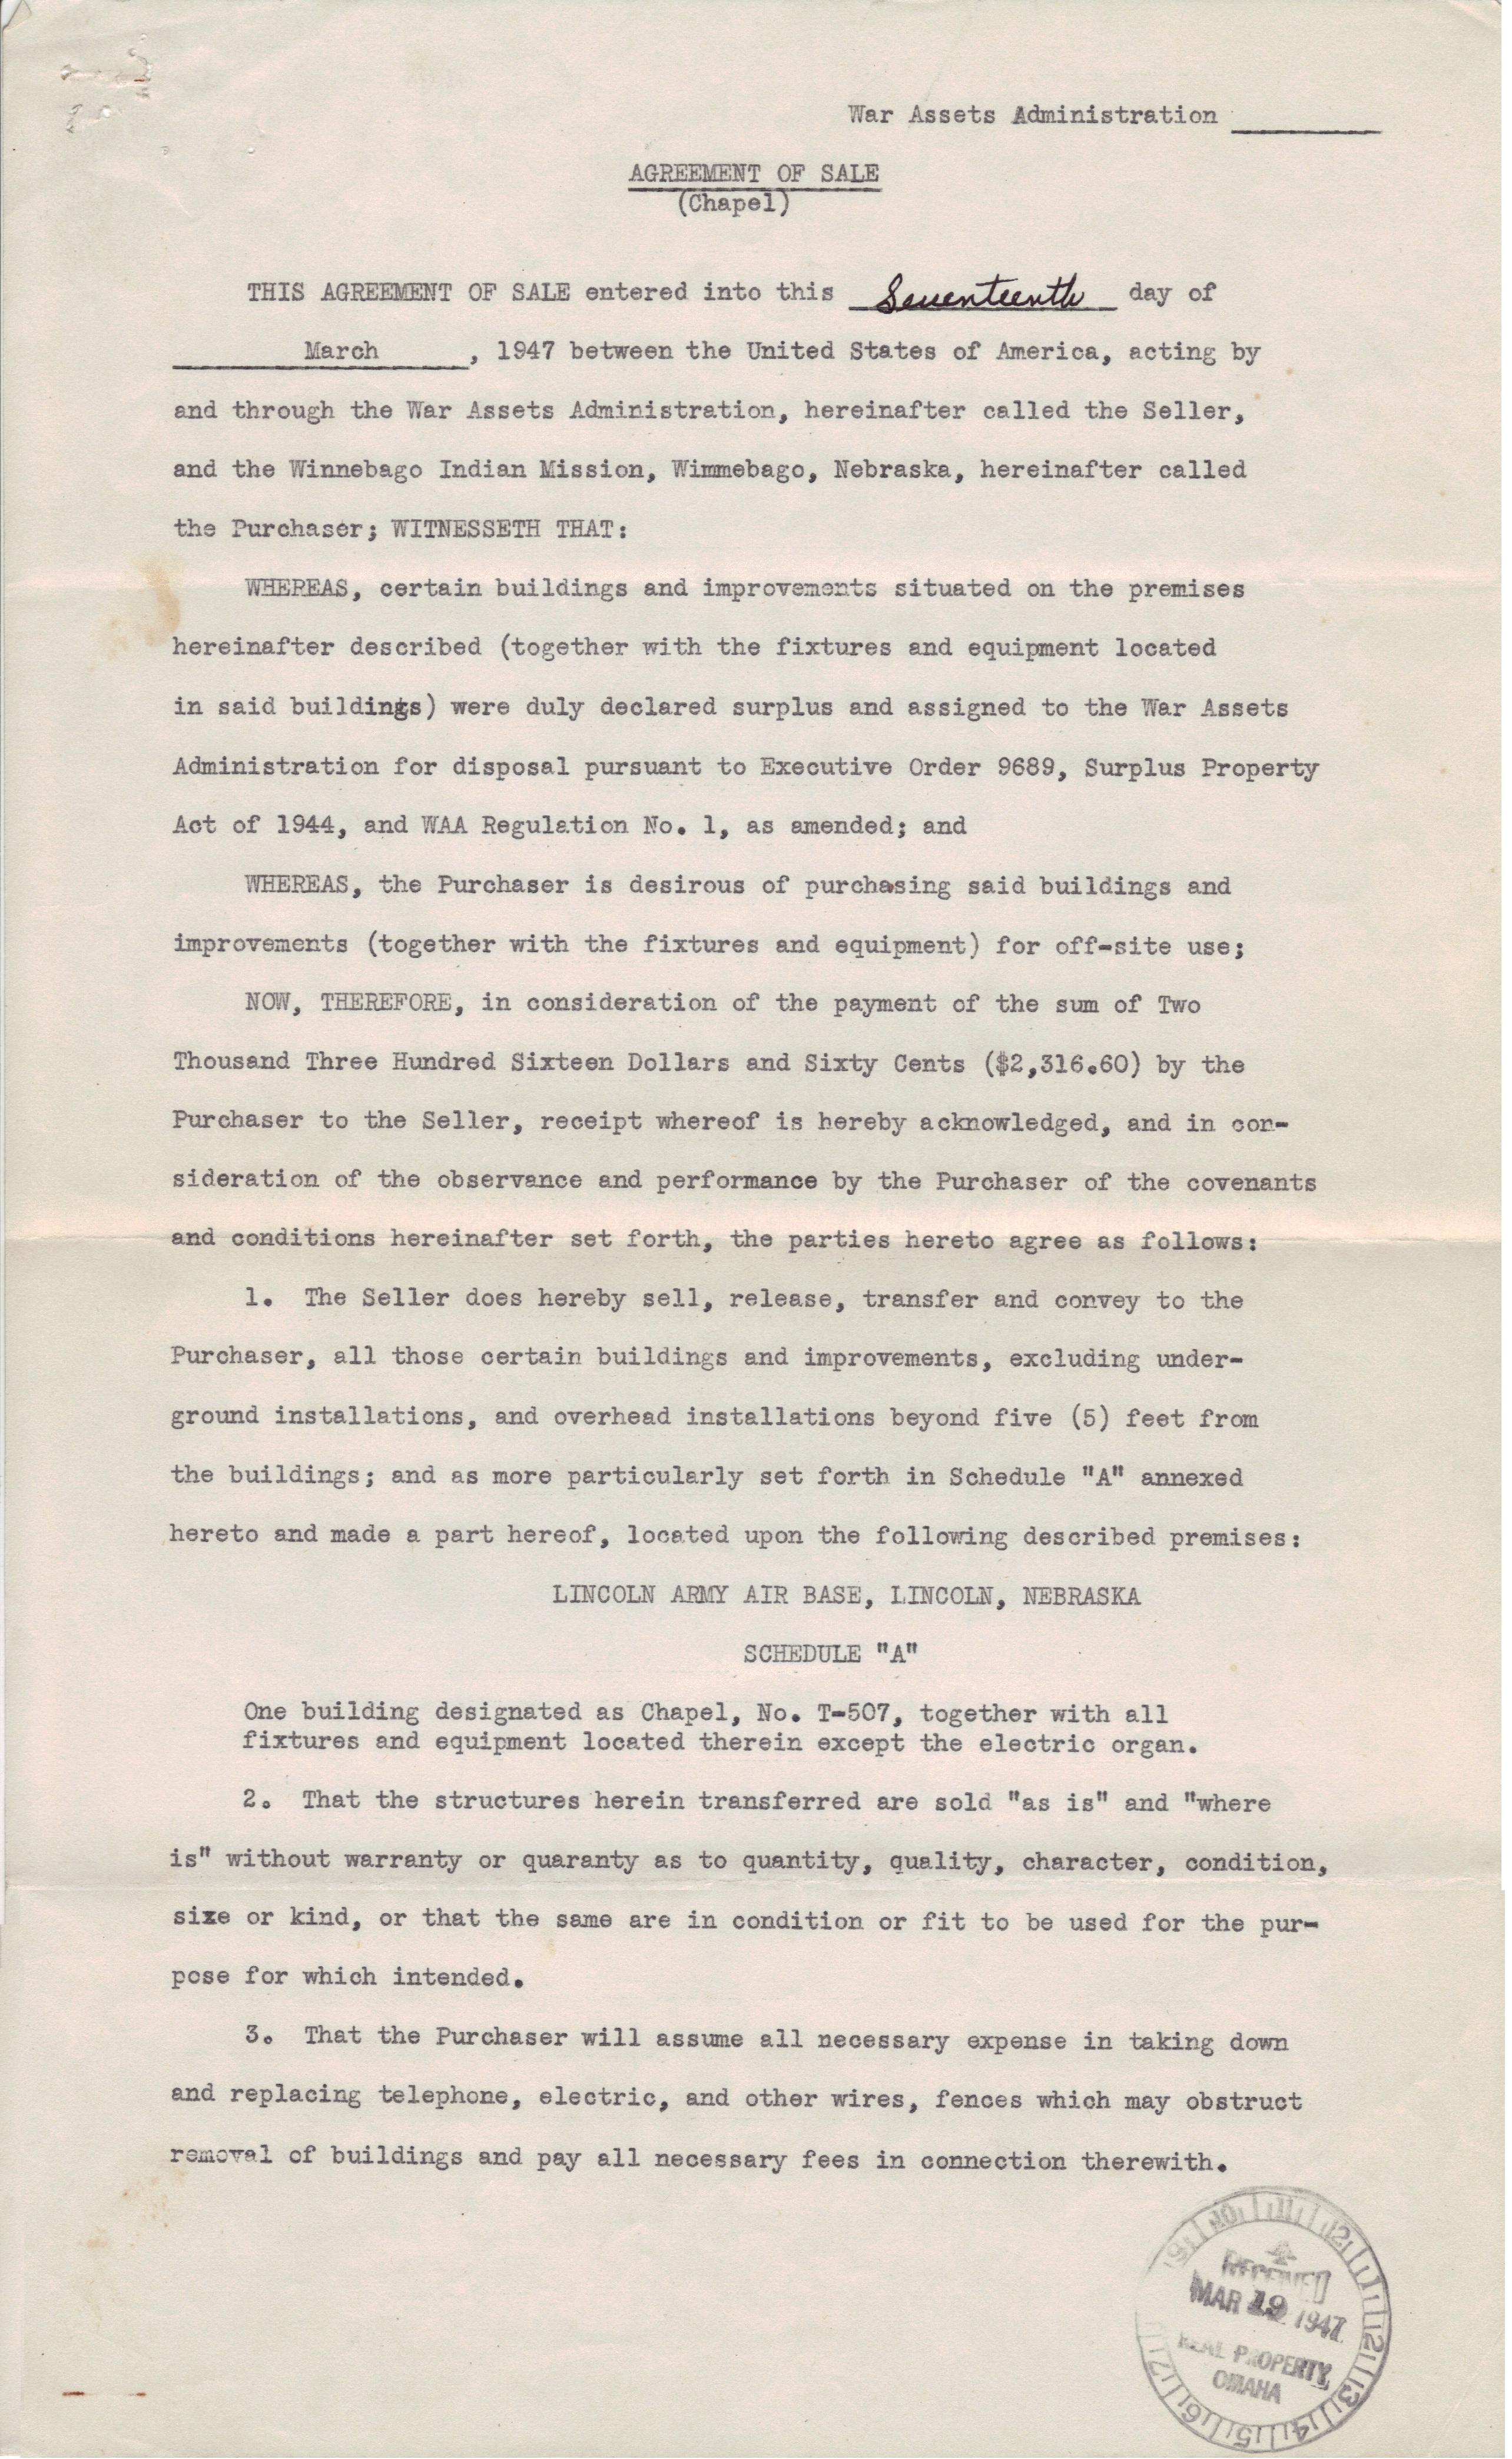 War Assets Administration
AGREEMENT OF SALE
(Chapel)
THIS AGREEMENT OF SALE entered into this Seventeenth day of
March, 1947 between the United States of America, acting by
and through the War Assets Administration, hereinafter called the Seller,
and the Winnebago Indian Mission, Wimmebago, Nebraska, hereinafter called
the Purchaser; WITNESSETH THAT:
WHEREAS, certain buildings and improvements situated on the premises
hereinafter described (together with the fixtures and equipment located
in said buildings) were duly declared surplus and assigned to the War Assets
Administration for disposal pursuant to Executive Order 9689, Surplus Property
Act of 1944, and WAA Regulation No. 1, as amended; and
WHEREAS, the Purchaser is desirous of purchasing said buildings and
improvements (together with the fixtures and equipment) for off-site use;
NOW, THEREFORE, in consideration of the payment of the sum of Two
Thousand Three Hundred Sixteen Dollars and Sixty Cents ($2,316.60) by the
Purchaser to the Seller, receipt whereof is hereby acknowledged, and in con-
sideration of the observance and performance by the Purchaser of the covenants
and conditions hereinafter set forth, the parties hereto agree as follows:
1. The Seller does hereby sell, release, transfer and convey to the
Purchaser, all those certain buildings and improvements, excluding under-
ground installations, and overhead installations beyond five (5) feet from
the buildings; and as more particularly set forth in Schedule "A" annexed
hereto and made a part hereof, located upon the following described premises:
LINCOLN ARMY AIR BASE, LINCOLN, NEBRASKA
SCHEDULE "A"
One building designated as Chapel, No. T-507, together with all
fixtures and equipment located therein except the electric organ.
2. That the structures herein transferred are sold "as is" and "where
is" without warranty or quaranty as to quantity, quality, character, condition,
size or kind, or that the same are in condition or fit to be used for the pur-
pose for which intended.
3. That the Purchaser will assume all necessary expense in taking down
and replacing telephone, electric, and other wires, fences which may obstruct
removal of buildings and pay all necessary fees in connection therewith.
RECEIVED
MAR 19 1947
REAL PROPERTY
OMAHA